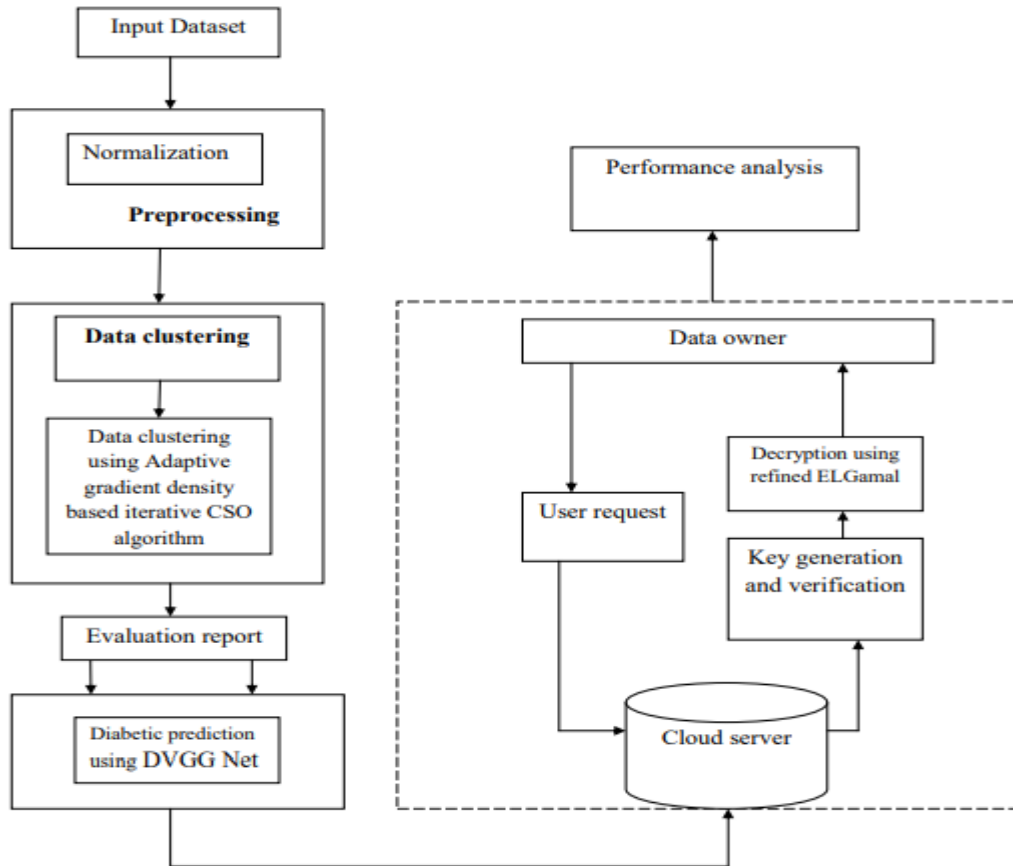 Input Dataset
Normalization
Preprocessing
Data clustering
Data clustering
using Adaptive
gradient density
based iterative CSO
algorithm
Evaluation report
Diabetic prediction
using DVGG Net
Performance analysis
Data owner
User request
Decryption using
refined ELGamal
Key generation
and verification
Cloud server